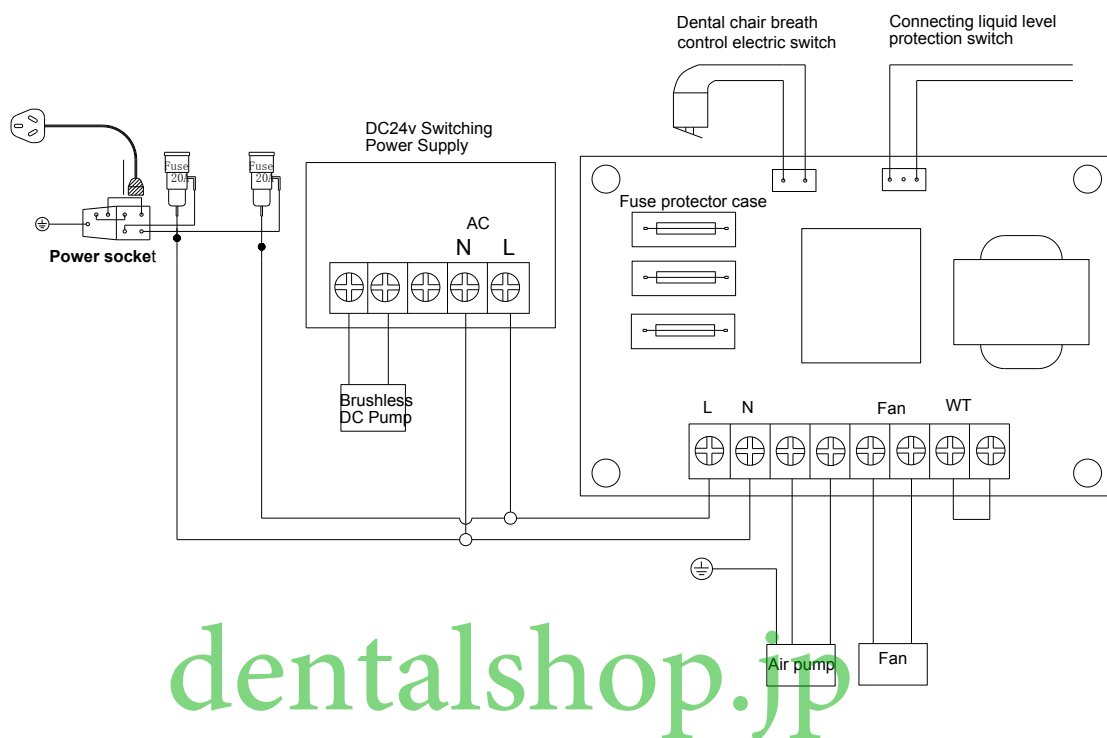 Dental chair breath
control electric switch
Connecting liquid level
protection switch
DC24v Switching
Power Supply
Fuse
20A
Fuse
20A
Power socket
AC
N L
Brushless
DC Pump
Fuse protector case
L N Fan WT
Air pump
Fan
dentalshop.jp